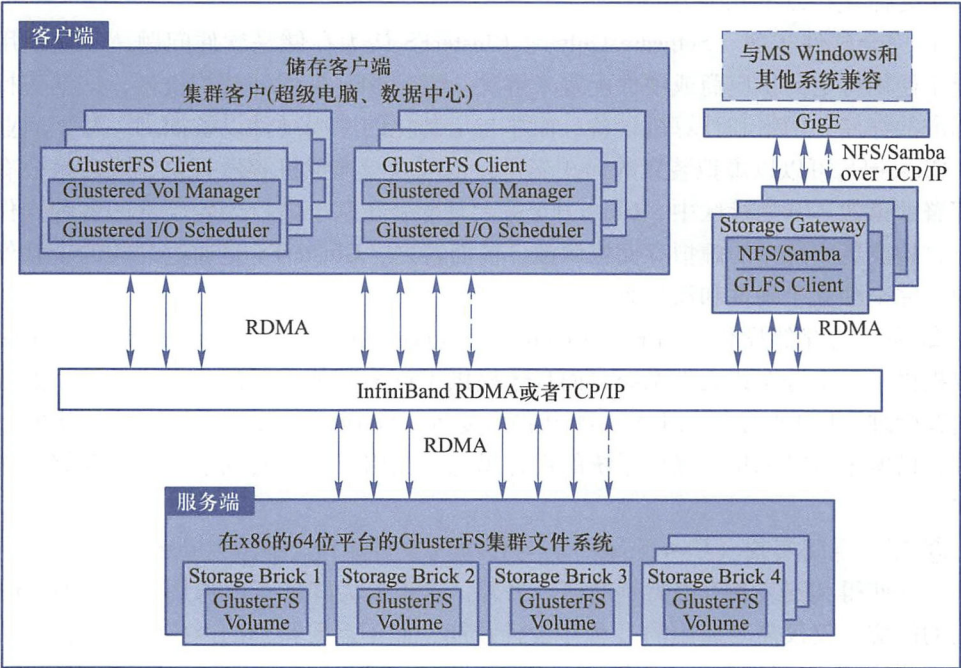 客户端
储存客户端
集群客户(超级电脑、数据中心)
GlusterFS Client
Glustered Vol Manager
Glustered I/O Scheduler
GlusterFS Client
Glustered Vol Manager
Glustered I/O Scheduler
与MS Windows和
其他系统兼容
GigE
NFS/Samba
over TCP/IP
Storage Gateway
NFS/Samba
GLFS Client
RDMA
RDMA
InfiniBand RDMA或者TCP/IP
RDMA
服务端
在x86的64位平台的GlusterFS集群文件系统
Storage Brick 1
GlusterFS
Volume
Storage Brick 2
GlusterFS
Volume
Storage Brick 3
GlusterFS
Volume
Storage Brick 4
GlusterFS
Volume